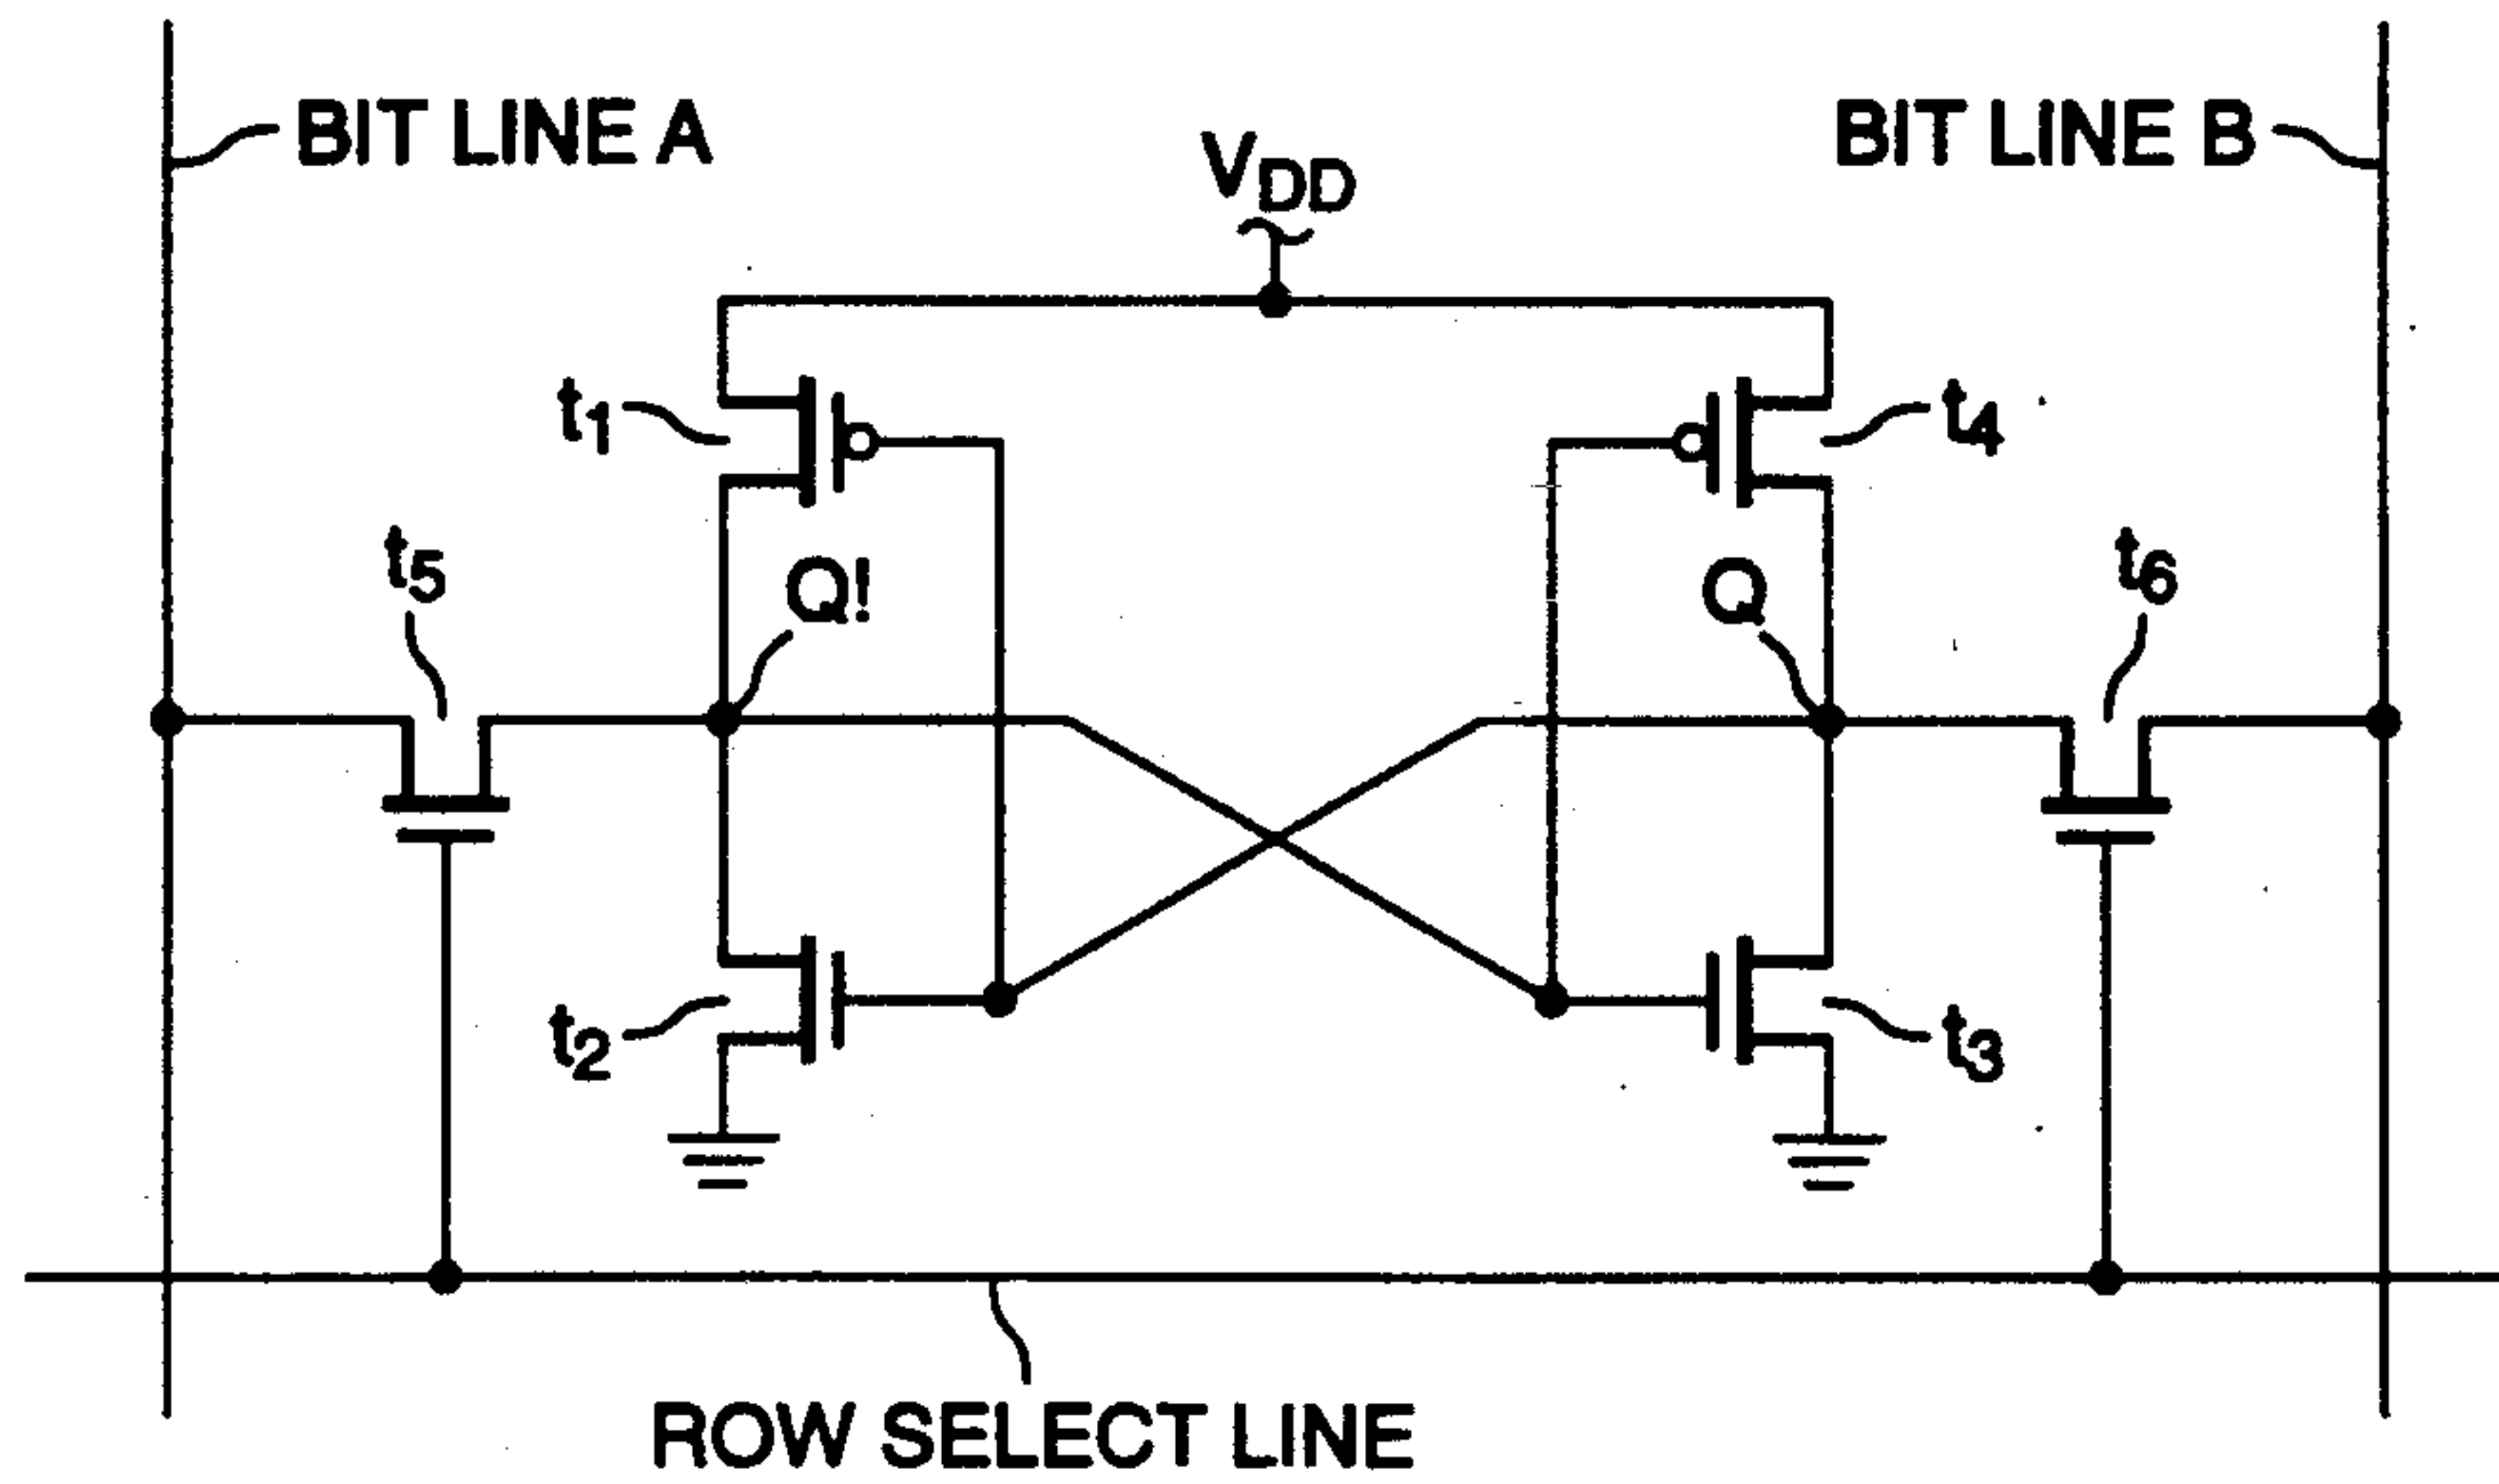 BIT LINE A
BIT LINE B
VDD
t1
t4
t5
Q!
Q
t6
t2
t3
ROW SELECT LINE